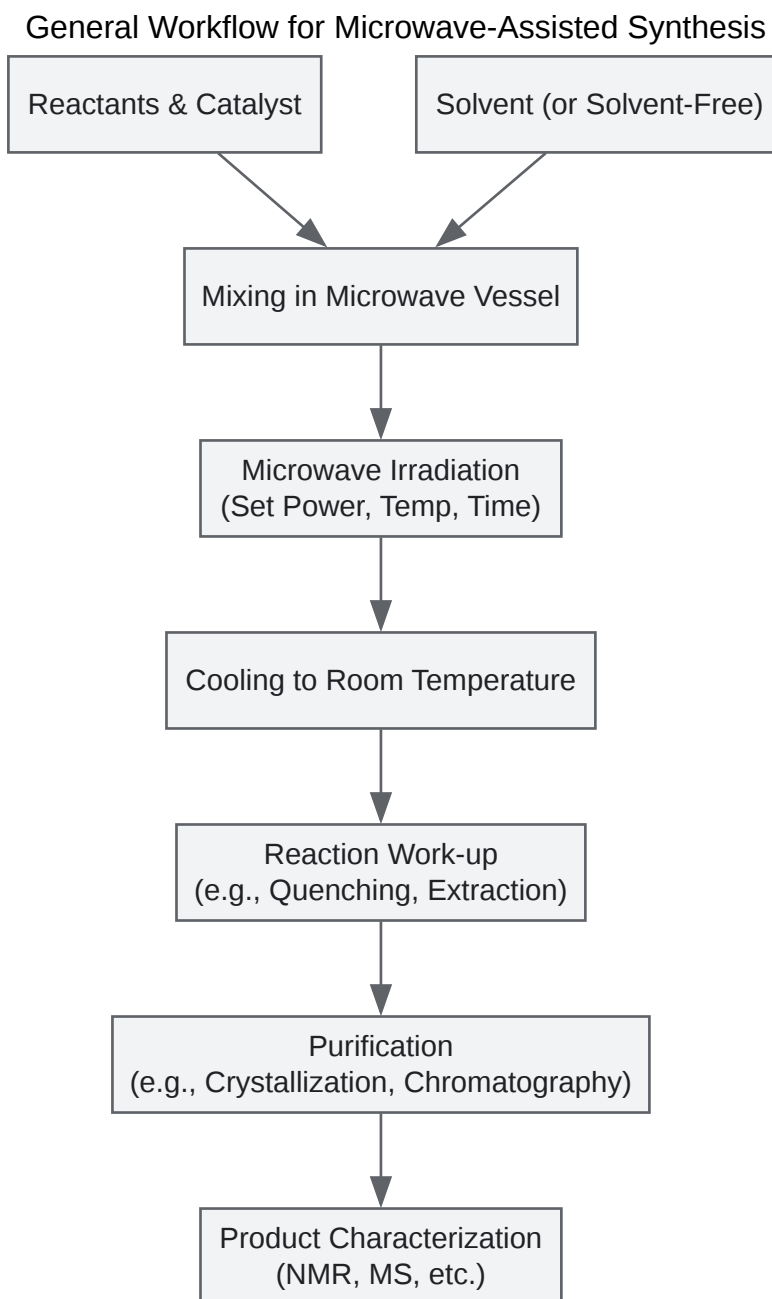 General Workflow for Microwave-Assisted Synthesis
Reactants & Catalyst
Solvent (or Solvent-Free)
Mixing in Microwave Vessel
Microwave Irradiation
(Set Power, Temp, Time)
Cooling to Room Temperature
Reaction Work-up
(e.g., Quenching, Extraction)
Purification
(e.g., Crystallization, Chromatography)
Product Characterization
(NMR, MS, etc.)